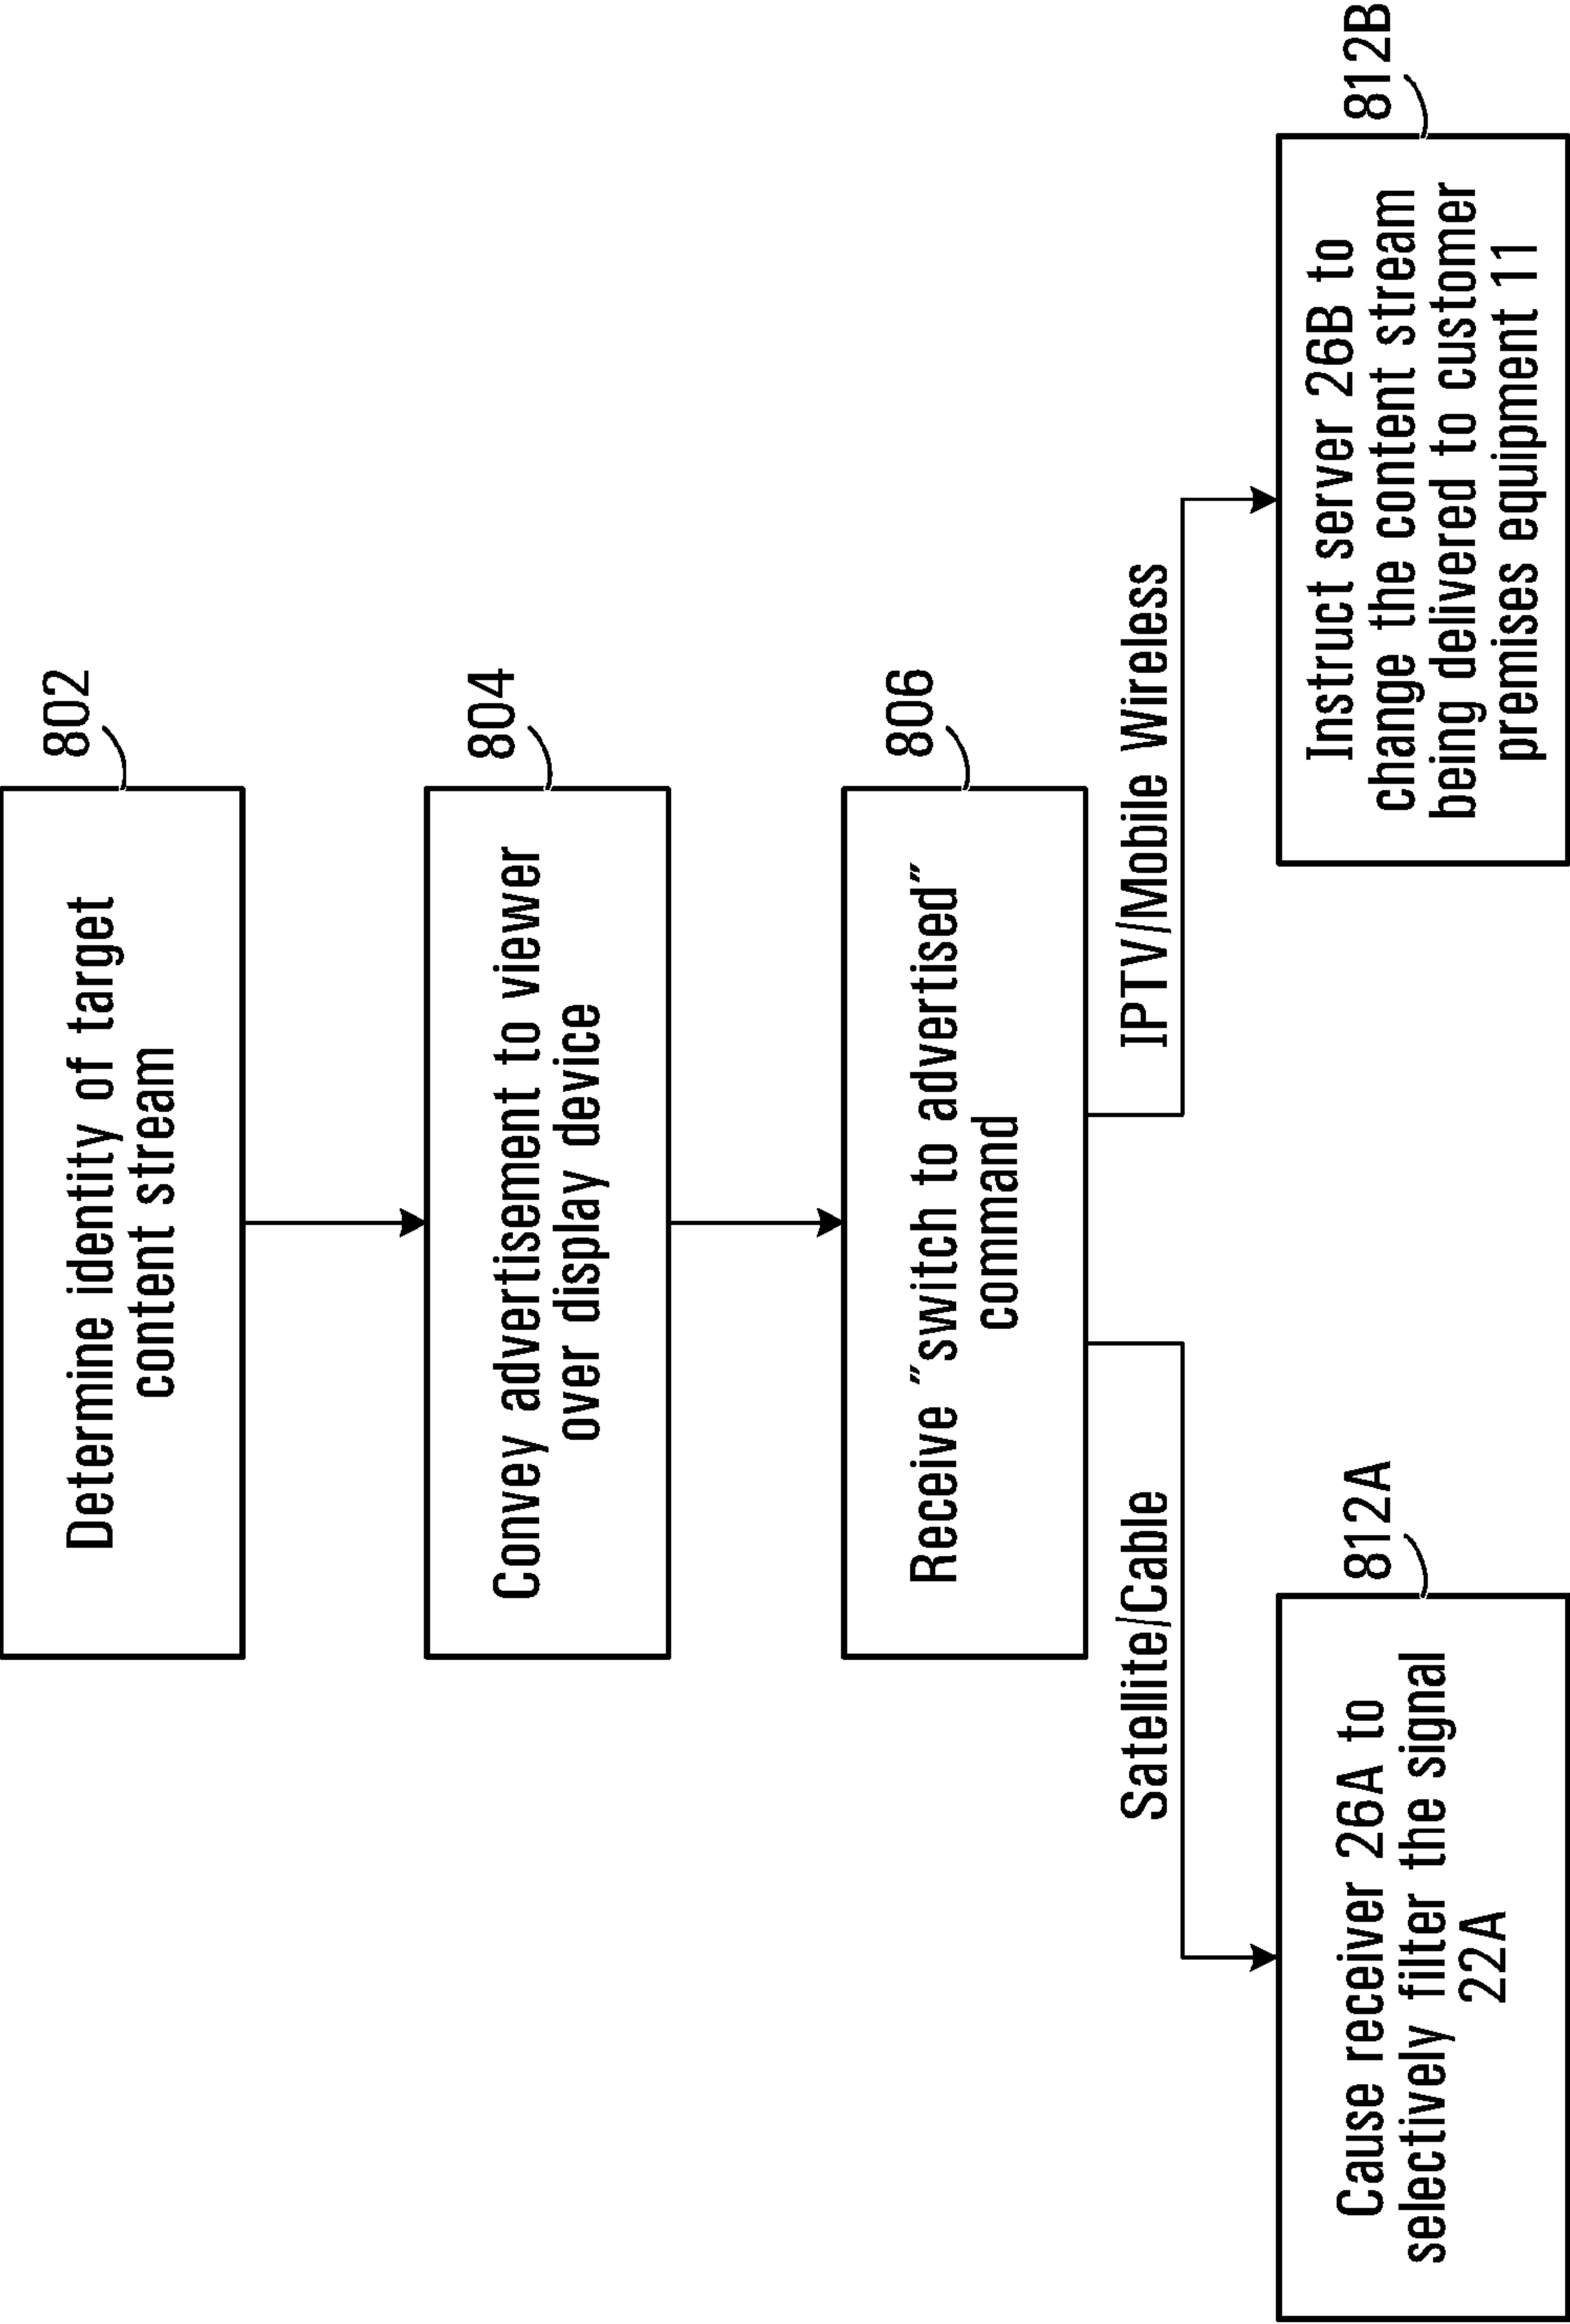 802
Determine identity of target
content stream
804
Convey advertisement to viewer
over display device
806
Receive "switch to advertised"
command
Satellite/Cable
IPTV/Mobile Wireless
812A
Cause receiver 26A to
selectively filter the signal
22A
812B
Instruct server 26B to
change the content stream
being delivered to customer
premises equipment 11